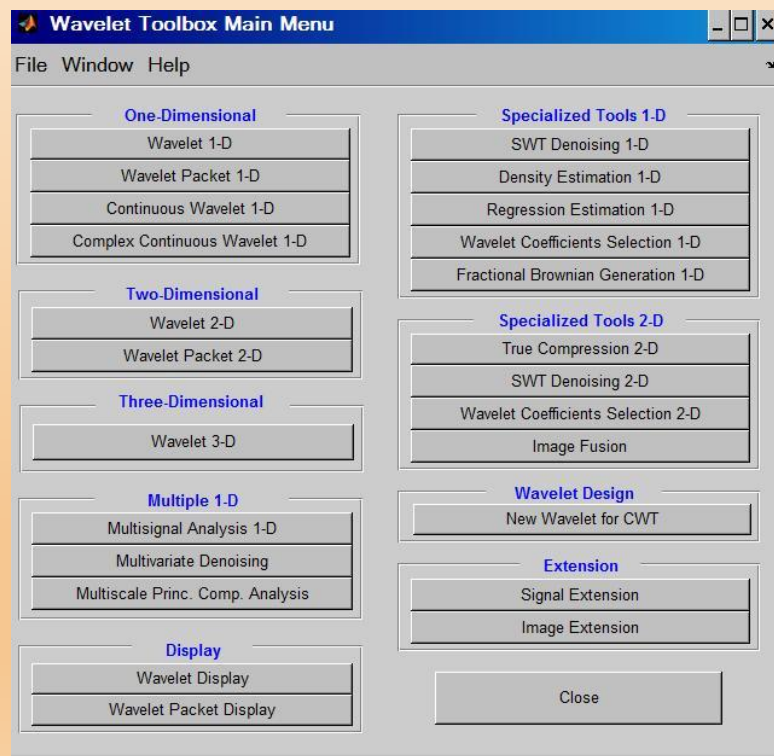 Wavelet Toolbox Main Menu
File Window Help
One-Dimensional
Wavelet 1-D
Wavelet Packet 1-D
Continuous Wavelet 1-D
Complex Continuous Wavelet 1-D
Two-Dimensional
Wavelet 2-D
Wavelet Packet 2-D
Three-Dimensional
Wavelet 3-D
Multiple 1-D
Multisignal Analysis 1-D
Multivariate Denoising
Multiscale Princ. Comp. Analysis
Display
Wavelet Display
Wavelet Packet Display
Specialized Tools 1-D
SWT Denoising 1-D
Density Estimation 1-D
Regression Estimation 1-D
Wavelet Coefficients Selection 1-D
Fractional Brownian Generation 1-D
Specialized Tools 2-D
True Compression 2-D
SWT Denoising 2-D
Wavelet Coefficients Selection 2-D
Image Fusion
Wavelet Design
New Wavelet for CWT
Extension
Signal Extension
Image Extension
Close